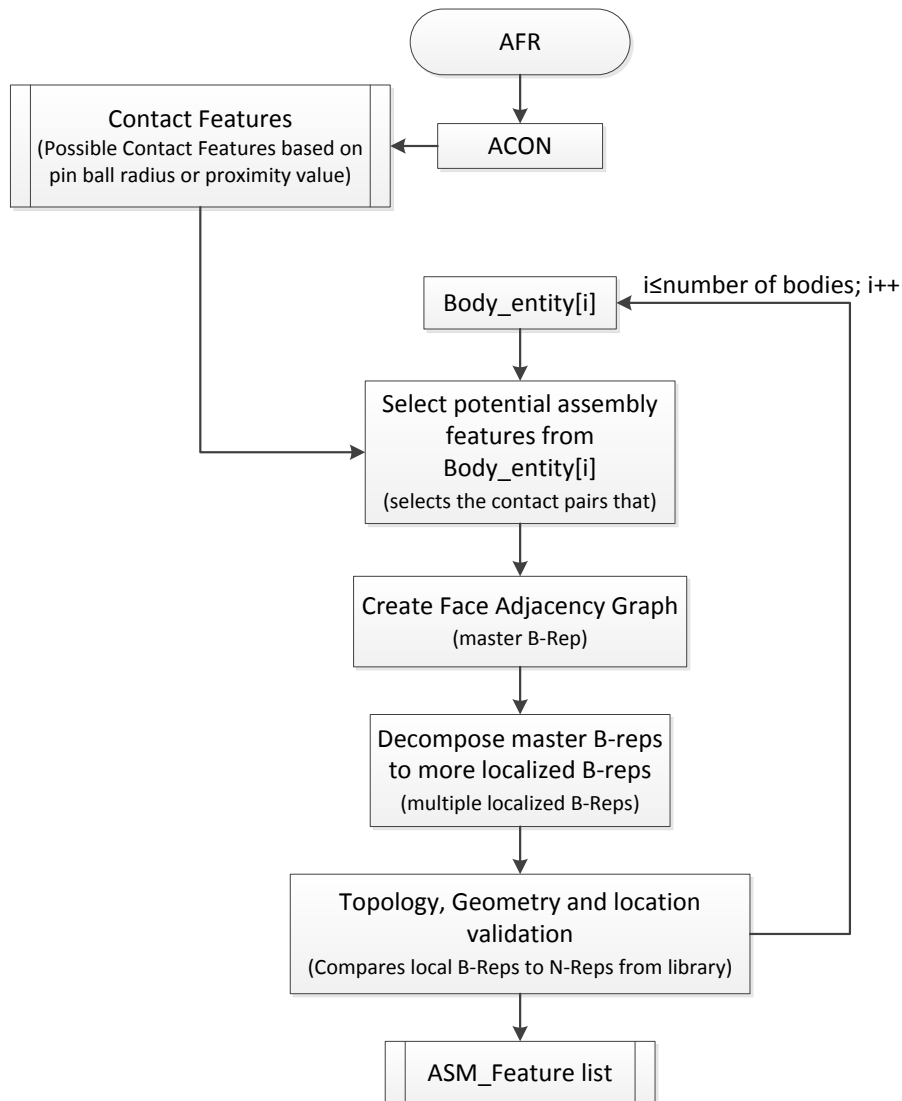 AFR
Contact Features
(Possible Contact Features based on
pin ball radius or proximity value)
ACON
i≤number of bodies; i++
Body_entity[i]
Select potential assembly
features from
Body_entity[i]
(selects the contact pairs that)
Create Face Adjacency Graph
(master B-Rep)
Decompose master B-reps
to more localized B-reps
(multiple localized B-Reps)
Topology, Geometry and location
validation
(Compares local B-Reps to N-Reps from library)
ASM_Feature list